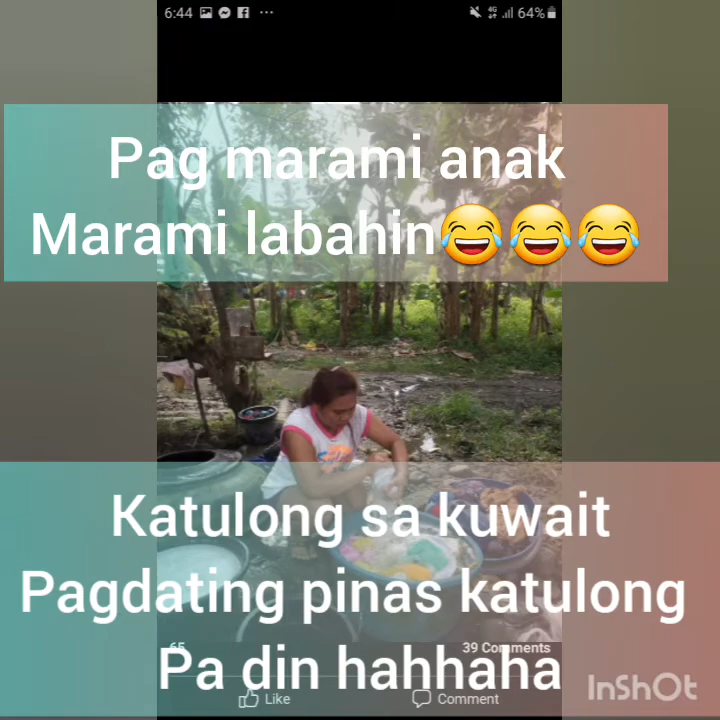 6:44 4G 64%
Pag marami anak
Marami labahin😂😂😂
Katulong sa kuwait
Pagdating pinas katulong
65 39 Comments
Pa din hahhaha
Like Comment
InShOt